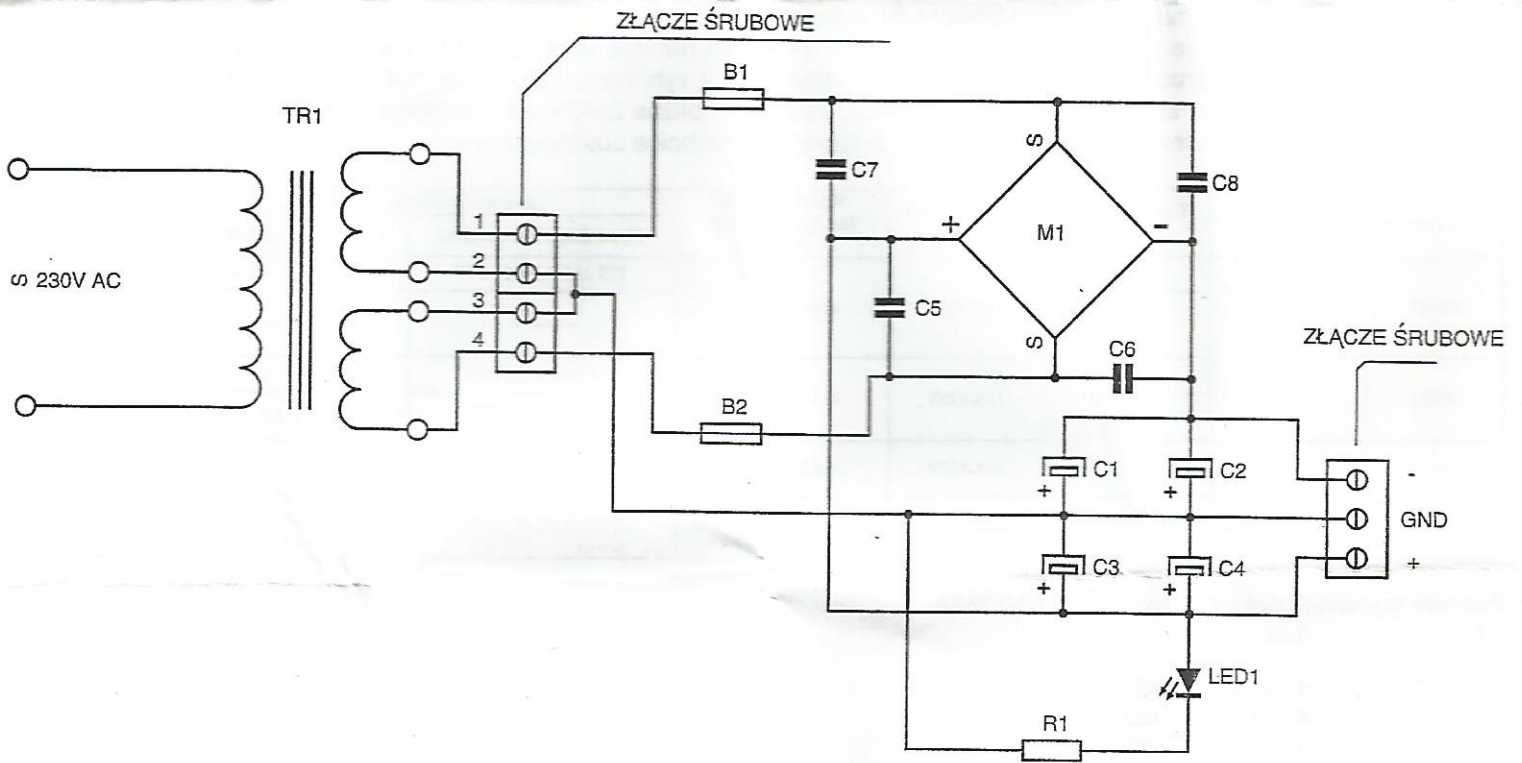 ZŁĄCZE ŚRUBOWE
B1
TR1
C7
C8
1
S
+
-
M1
2
S 230V AC
3
C5
4
S
C6
ZŁĄCZE ŚRUBOWE
B2
C1
C2
-
+
+
GND
C3
C4
+
+
+
LED1
R1